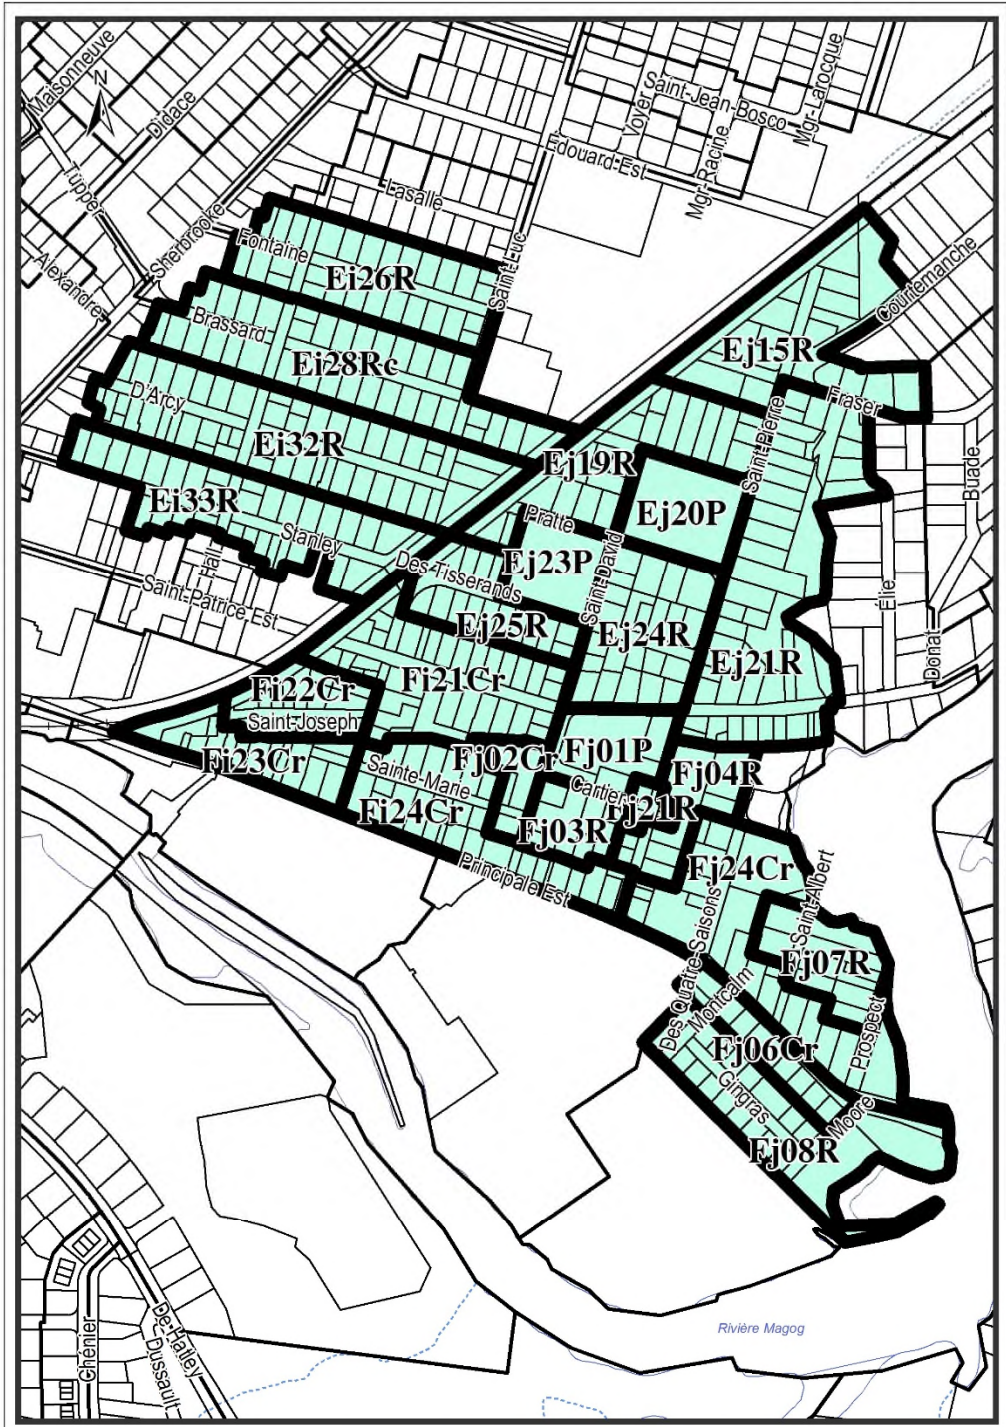 Maisonneuve
N
Didace
Tupper
Alexandre
Sherbrooke
Lasalle
Voyer
Saint-Jean-Bosco
Mgr-Larocque
Édouard-Est
Mgr-Racine
Fontaine
Ei26R
Saint-Luc
Courtemanche
Brassard
Ei28Rc
Ej15R
Fraser
D'Arcy
Ei32R
Saint-Pierre
Ej19R
Buade
Ei33R
Pratte
Ej20P
Stanley
Hall
Saint-Patrice Est
Des Tisserands
Ej23P
Saint-David
Élie
Ej25R
Ej24R
Donat
Ej21R
Fi22Cr
Fi21Cr
Saint-Joseph
Fi23Cr
Sainte-Marie
Fj02Cr
Fj01P
Fj04R
Cartier
Fi24Cr
Fj21R
Fj03R
Principale Est
Fj24Cr
Saint-Albert
Des Quatre-Saisons
Fj07R
Montcalm
Prospect
Fj06Cr
Gingras
Moore
Fj08R
Rivière Magog
Chénier
De Hatley
Dussault